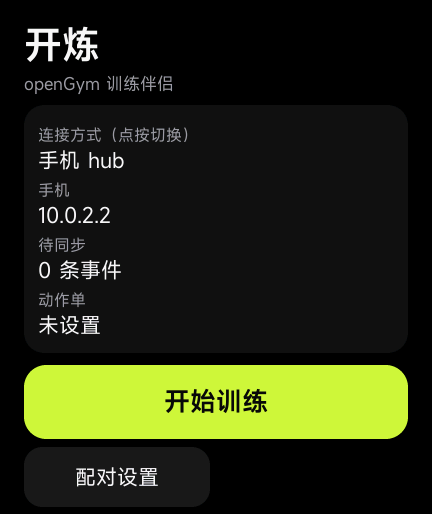 开炼
openGym 训练伴侣
连接方式（点按切换）
手机 hub
手机
10.0.2.2
待同步
0 条事件
动作单
未设置
开始训练
配对设置